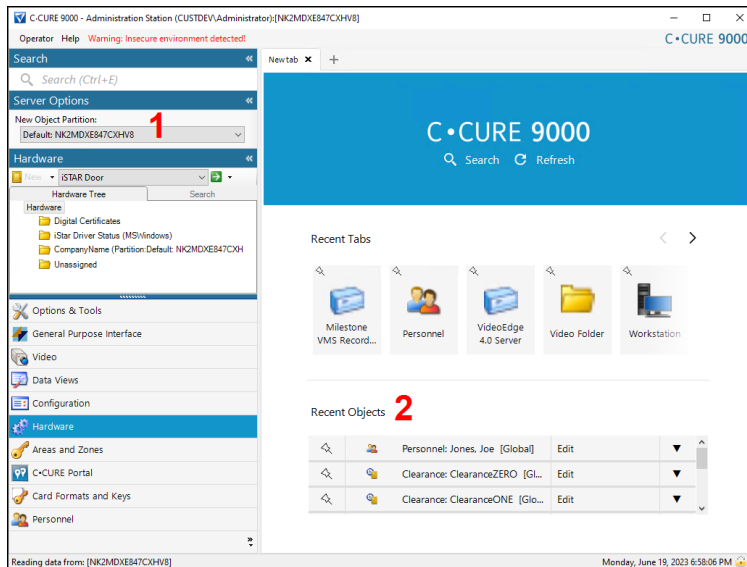 C•CURE 9000 - Administration Station (CUSTDEV\Administrator):[NK2MDXE847CXHV8]
Operator Help Warning: Insecure environment detected!
C•CURE 9000
Search
Search (Ctrl+E)
Server Options
New Object Partition:
1
Default: NK2MDXE847CXHV8
Hardware
New
iSTAR Door
Hardware Tree
Search
Hardware
Digital Certificates
iStar Driver Status (MSWindows)
CompanyName (Partition:Default: NK2MDXE847CXH
Unassigned
Options & Tools
General Purpose Interface
Video
Data Views
Configuration
Hardware
Areas and Zones
C•CURE Portal
Card Formats and Keys
Personnel
New tab
C•CURE 9000
Search Refresh
Recent Tabs
Milestone
VMS Record...
Personnel
VideoEdge
4.0 Server
Video Folder
Workstation
Recent Objects 2
Personnel: Jones, Joe [Global] Edit
Clearance: ClearanceZERO [Gl... Edit
Clearance: ClearanceONE [Glo... Edit
Reading data from: [NK2MDXE847CXHV8]
Monday, June 19, 2023 6:58:06 PM